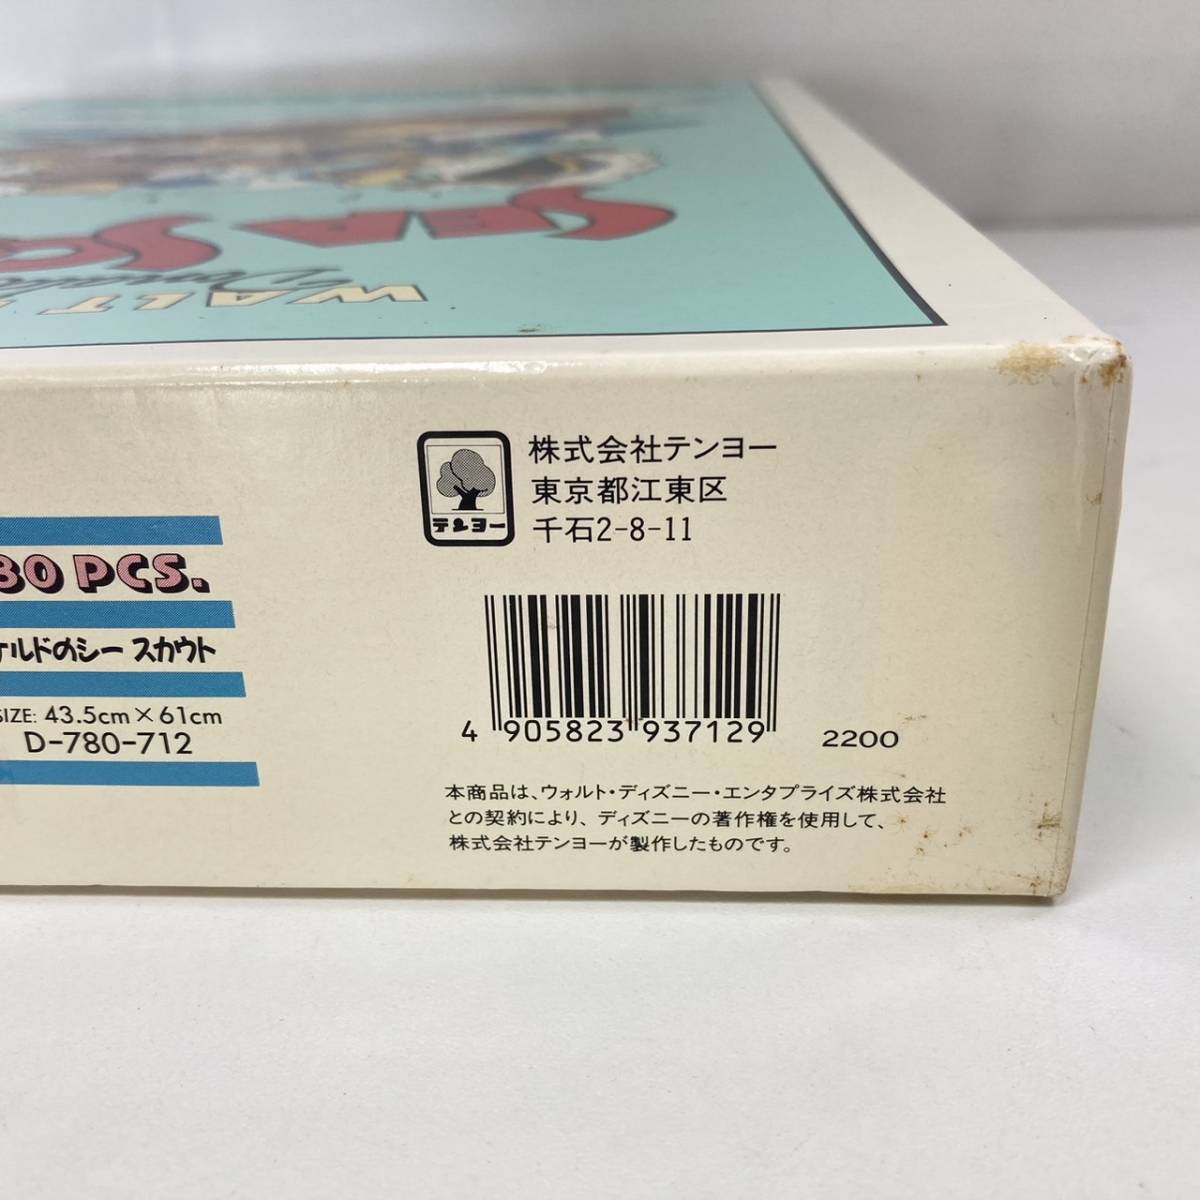 SEA SC
WALT
Donald
株式会社テンヨー
東京都江東区
千石2-8-11
テンヨー
80 PCS.
ナルドのシー スカウト
SIZE: 43.5cm×61cm
D-780-712
4 905823 937129
2200
本商品は、ウォルト・ディズニー・エンタプライズ株式会社
との契約により、ディズニーの著作権を使用して、
株式会社テンヨーが製作したものです。